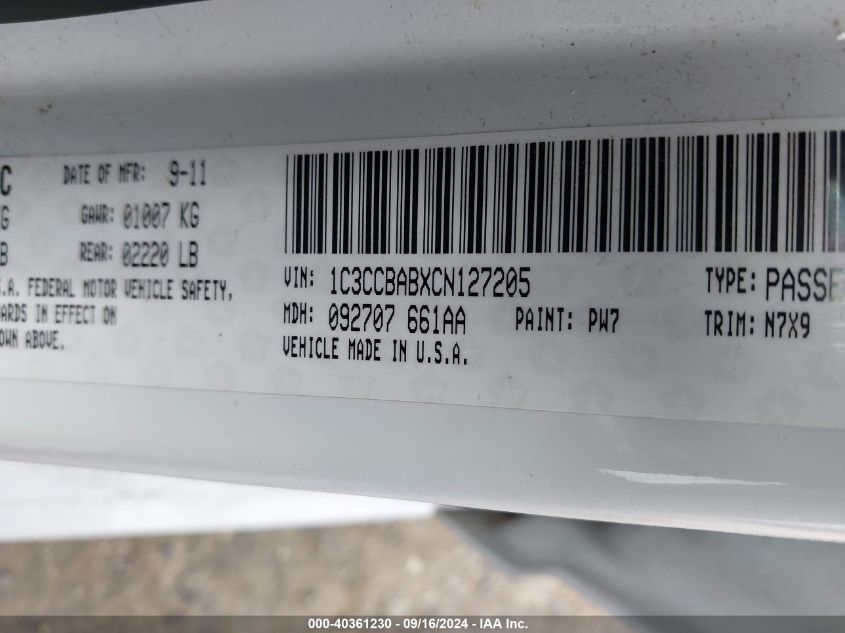 C DATE OF MFR: 9-11
G GAWR: 01007 KG
B REAR: 02220 LB
S.A. FEDERAL MOTOR VEHICLE SAFETY,
ARDS IN EFFECT ON
OWN ABOVE.
VIN: 1C3CCBABXCN127205 TYPE: PASSE
MDH: 092707 661AA PAINT: PW7 TRIM: N7X9
VEHICLE MADE IN U.S.A.
000-40361230 - 09/16/2024 - IAA Inc.